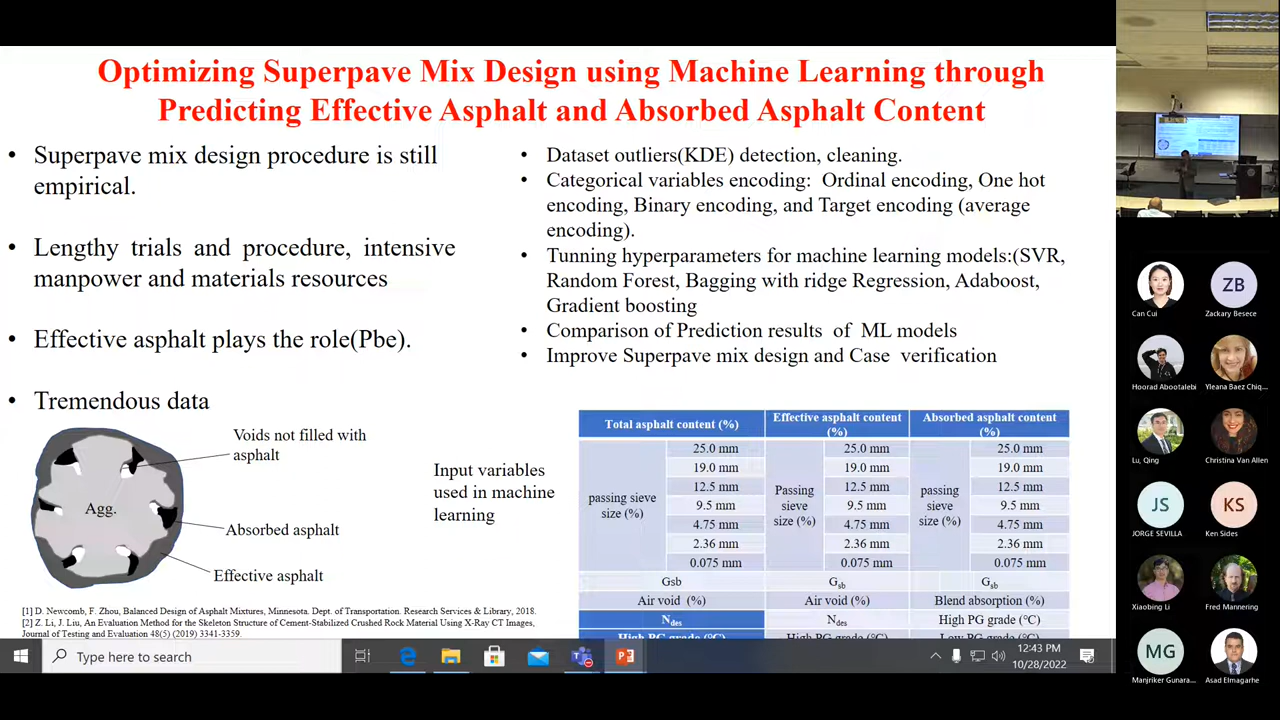 Optimizing Superpave Mix Design using Machine Learning through
Predicting Effective Asphalt and Absorbed Asphalt Content
• Superpave mix design procedure is still
empirical.
• Lengthy trials and procedure, intensive
manpower and materials resources
• Effective asphalt plays the role(Pbe).
• Tremendous data
Voids not filled with
asphalt
Agg.
Absorbed asphalt
Effective asphalt
[1] D. Newcomb, F. Zhou, Balanced Design of Asphalt Mixtures, Minnesota. Dept. of Transportation. Research Services & Library, 2018.
[2] Z. Li, J. Liu, An Evaluation Method for the Skeleton Structure of Cement-Stabilized Crushed Rock Material Using X-Ray CT Images,
Journal of Testing and Evaluation 48(5) (2019) 3341-3359.
• Dataset outliers(KDE) detection, cleaning.
• Categorical variables encoding: Ordinal encoding, One hot
encoding, Binary encoding, and Target encoding (average
encoding).
• Tunning hyperparameters for machine learning models:(SVR,
Random Forest, Bagging with ridge Regression, Adaboost,
Gradient boosting
• Comparison of Prediction results of ML models
• Improve Superpave mix design and Case verification
Input variables
used in machine
learning
Total asphalt content (%) Effective asphalt content (%) Absorbed asphalt content (%)
passing sieve size (%) Passing sieve size (%) passing sieve size (%)
25.0 mm 25.0 mm 25.0 mm
19.0 mm 19.0 mm 19.0 mm
12.5 mm 12.5 mm 12.5 mm
9.5 mm 9.5 mm 9.5 mm
4.75 mm 4.75 mm 4.75 mm
2.36 mm 2.36 mm 2.36 mm
0.075 mm 0.075 mm 0.075 mm
Gsb Gsb Gsb
Air void (%) Air void (%) Blend absorption (%)
Ndes Ndes High PG grade (°C)
High PG grade (°C) High PG grade (°C) Low PG grade (°C)
Type here to search
12:43 PM
10/28/2022
Can Cui
ZB
Zackary Besece
Hoorad Abootalebi
Yleana Baez Chiq...
Lu, Qing
Christina Van Allen
JS
JORGE SEVILLA
KS
Ken Sides
Xiaobing Li
Fred Mannering
MG
Manjriker Gunara...
Asad Elmagarhe